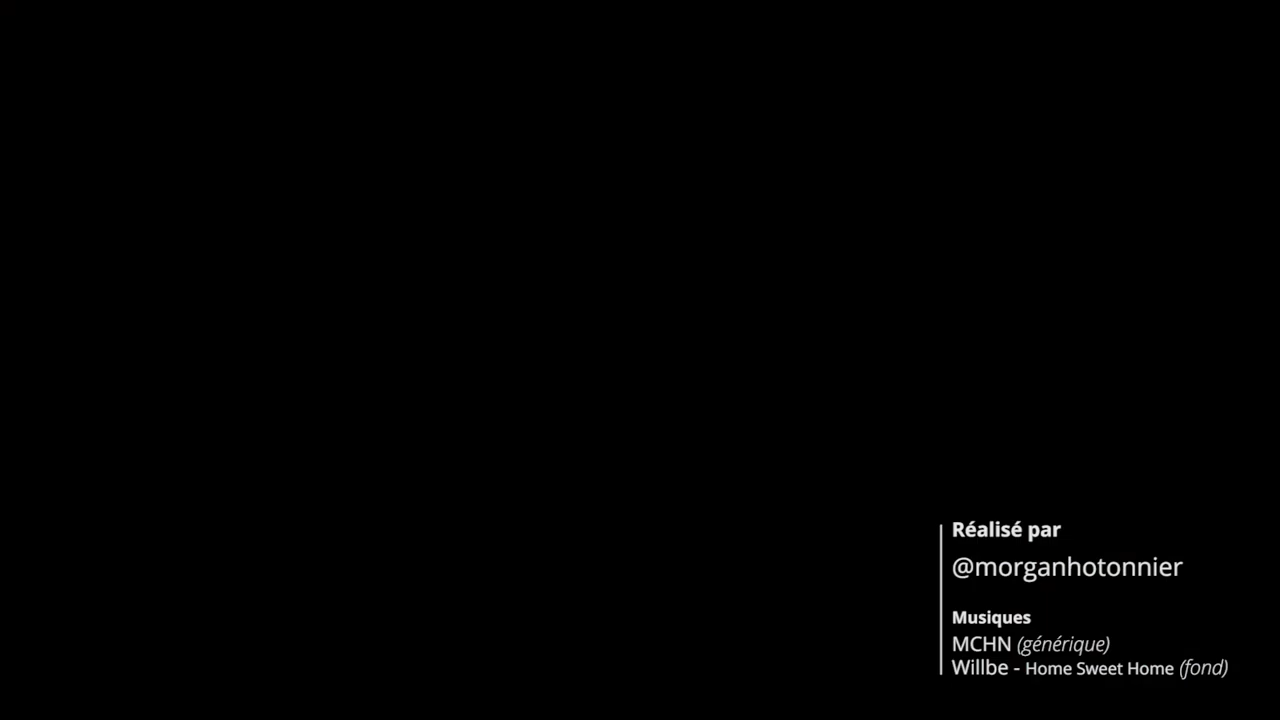 Réalisé par
@morganhotonnier
Musiques
MCHN (générique)
Willbe - Home Sweet Home (fond)